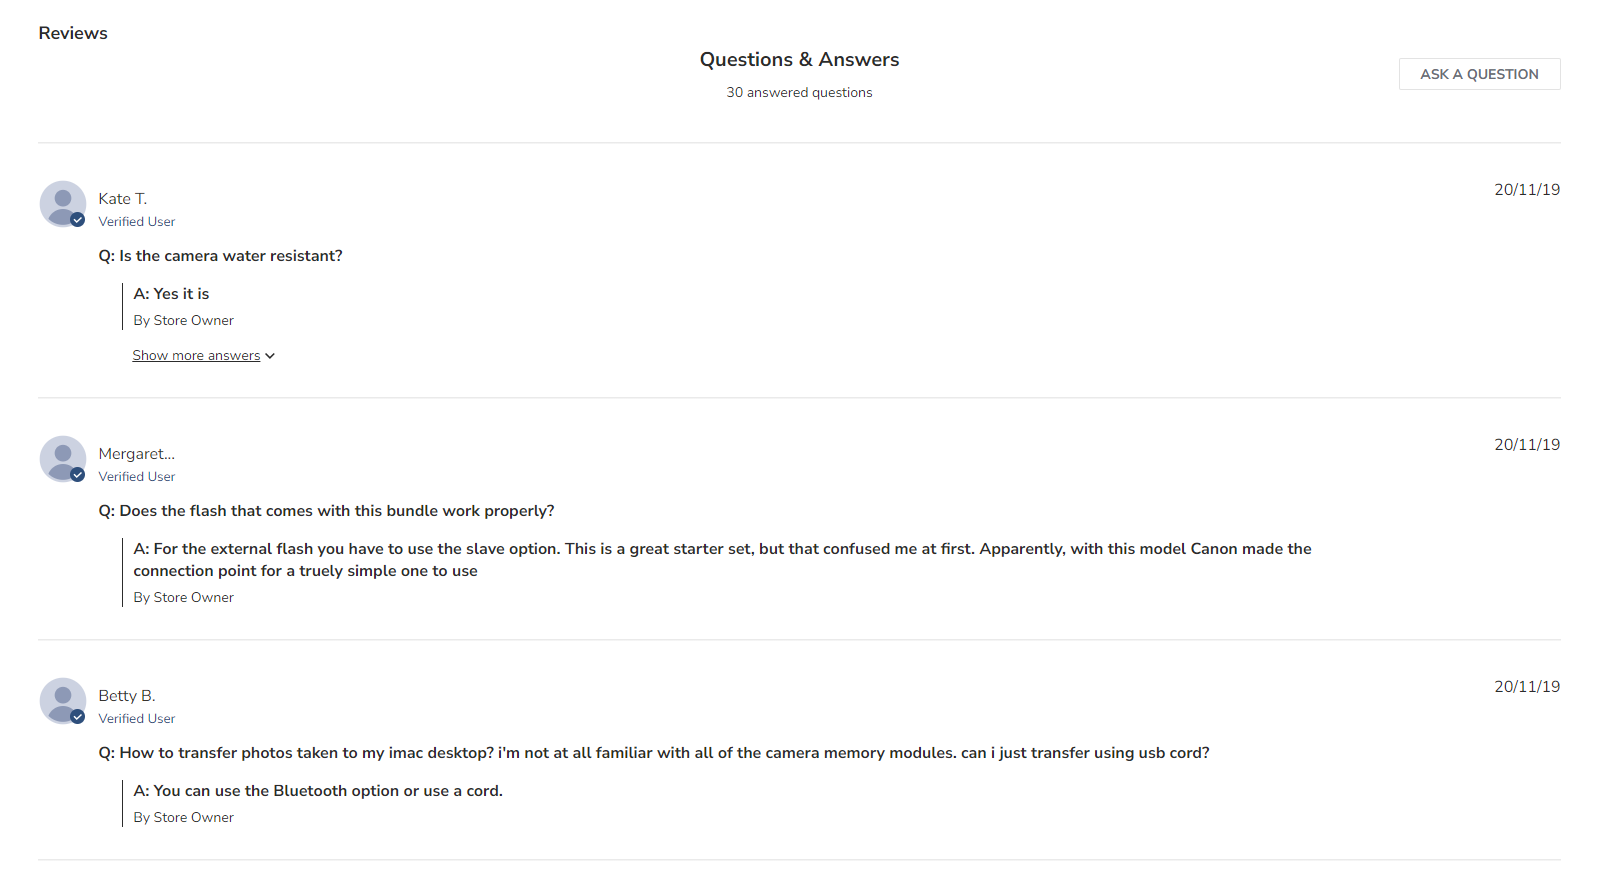 Reviews
Questions & Answers
30 answered questions
ASK A QUESTION
Kate T.
20/11/19
Verified User
Q: Is the camera water resistant?
A: Yes it is
By Store Owner
Show more answers
Mergaret...
20/11/19
Verified User
Q: Does the flash that comes with this bundle work properly?
A: For the external flash you have to use the slave option. This is a great starter set, but that confused me at first. Apparently, with this model Canon made the
connection point for a truely simple one to use
By Store Owner
Betty B.
20/11/19
Verified User
Q: How to transfer photos taken to my imac desktop? i'm not at all familiar with all of the camera memory modules. can i just transfer using usb cord?
A: You can use the Bluetooth option or use a cord.
By Store Owner